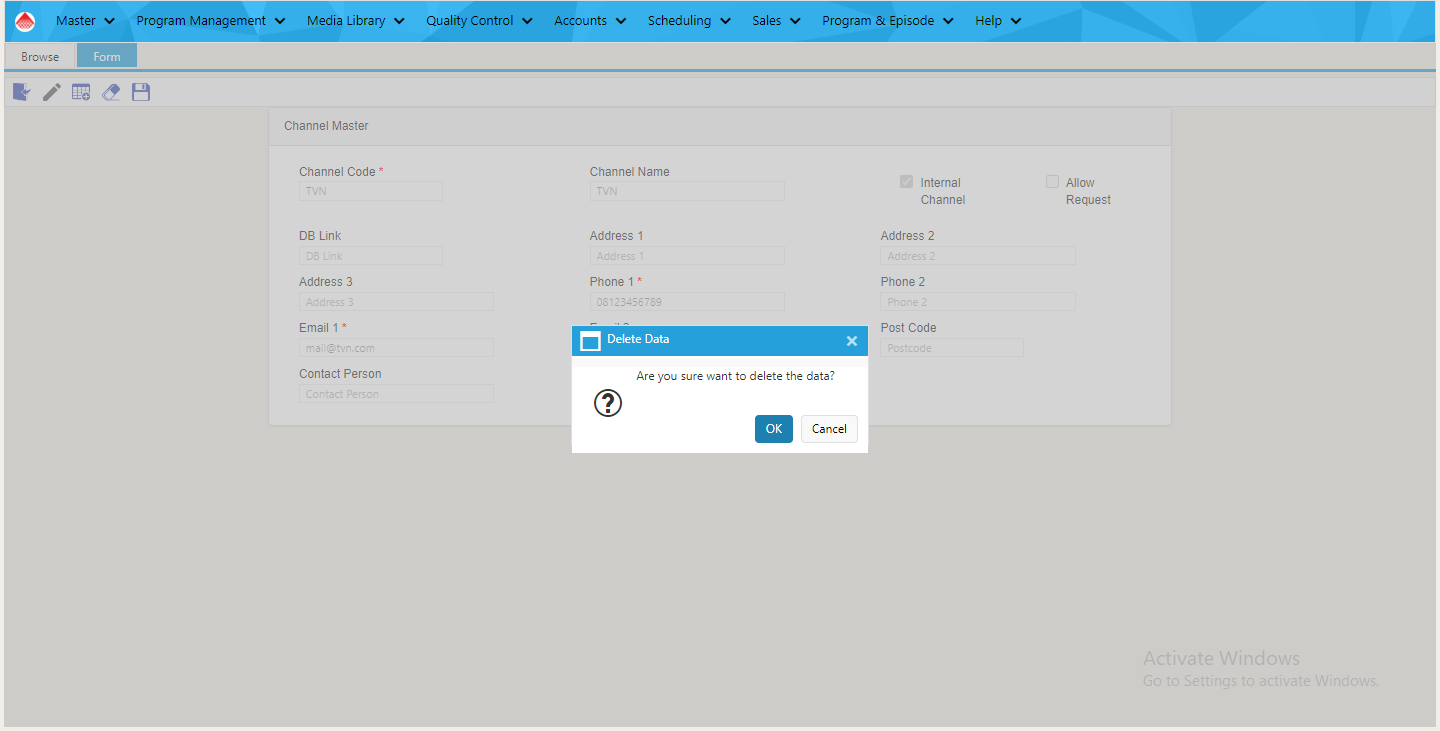 Master Program Management Media Library Quality Control Accounts Scheduling Sales Program & Episode Help
Browse Form
Channel Master
Channel Code * Channel Name
TVN TVN
Internal Channel
Allow Request
DB Link Address 1 Address 2
DB Link Address 1 Address 2
Address 3 Phone 1 * Phone 2
Address 3 08123456789 Phone 2
Email 1 * Post Code
mail@tvn.com Postcode
Contact Person
Contact Person
Delete Data
Are you sure want to delete the data?
OK Cancel
Activate Windows
Go to Settings to activate Windows.